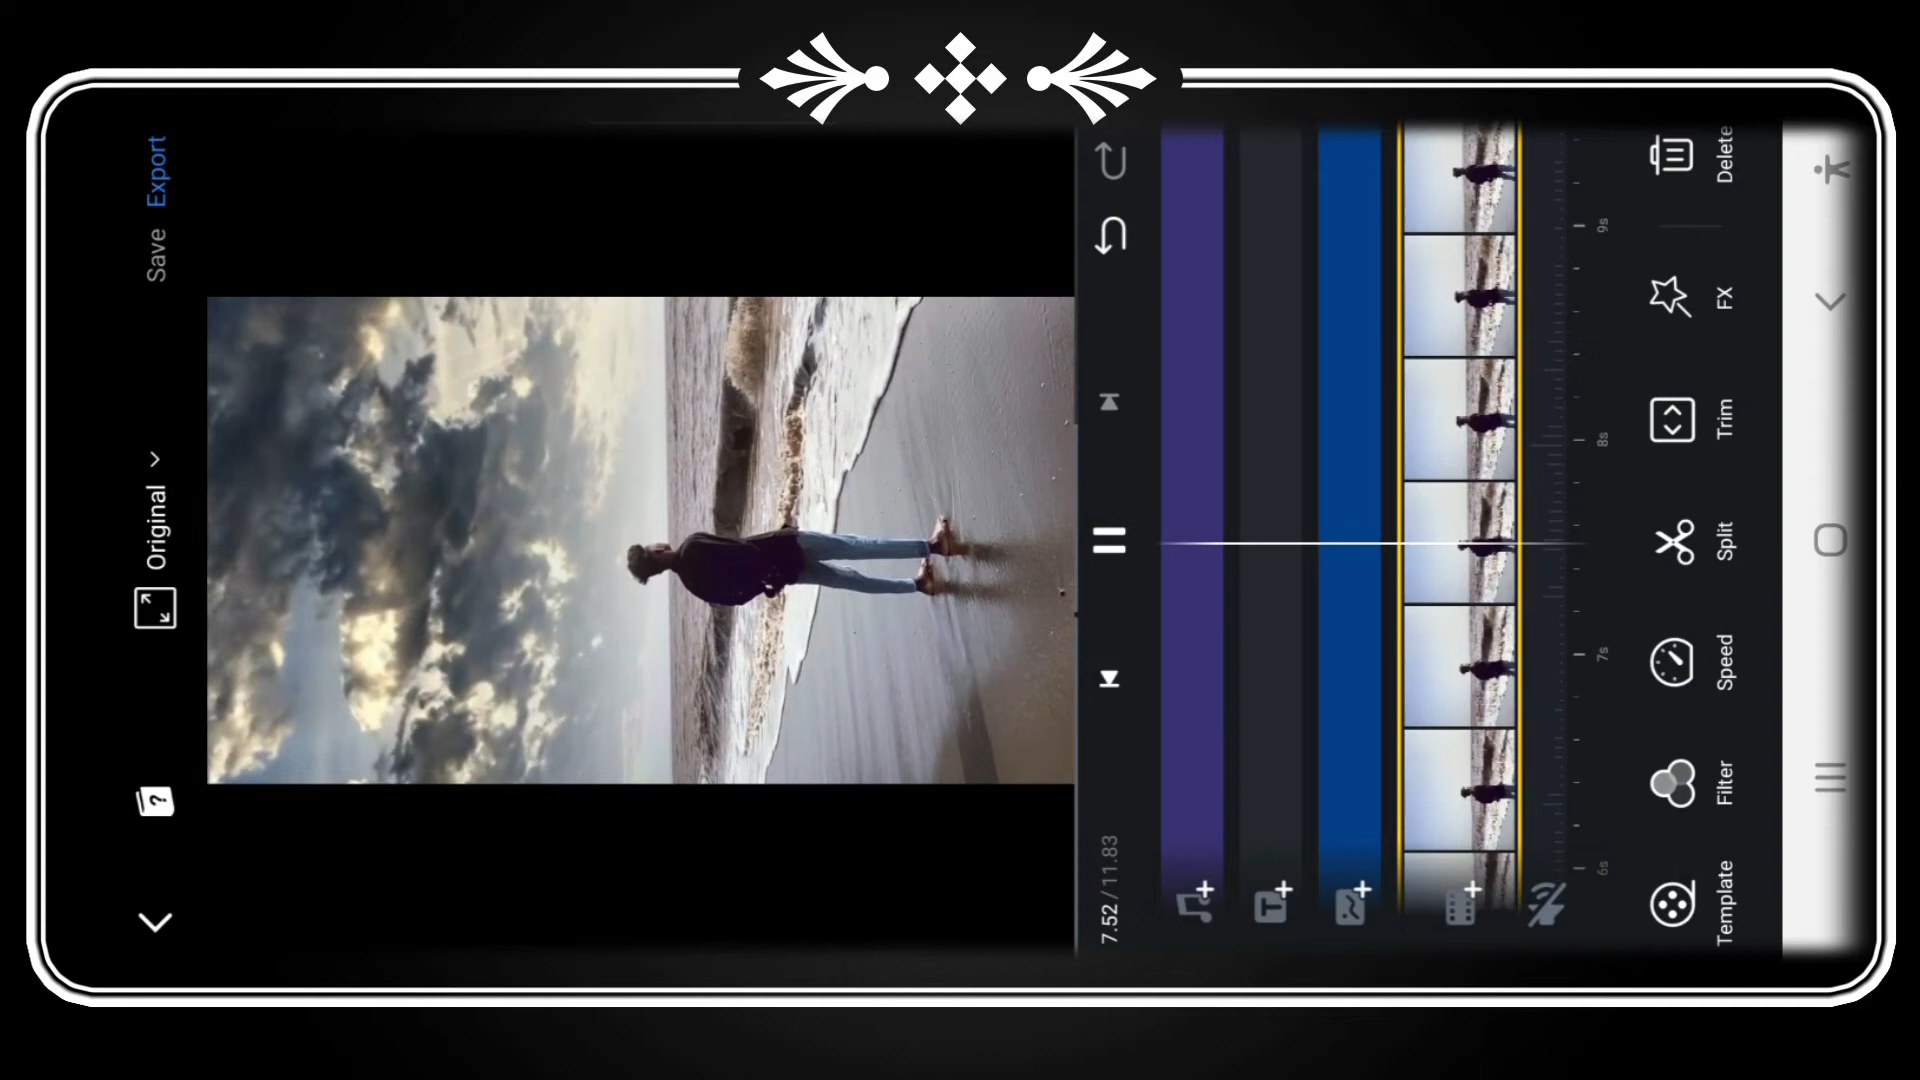 Save Export
Original
7.52 / 11.83
6s 7s 8s 9s
Template Filter Speed Split Trim FX Delete